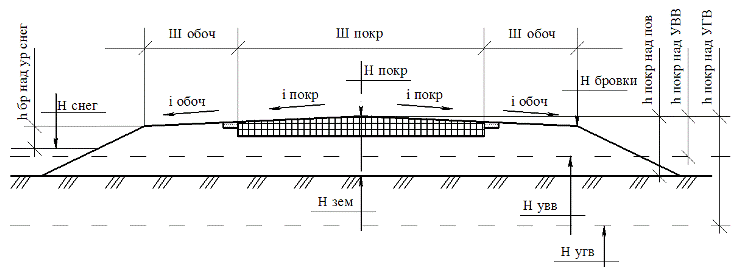 Ш обоч
Ш покр
Ш обоч
h бр над ур снег
H снег
i обоч
i покр
H покр
i покр
i обоч
H бровки
h покр над пов
h покр над УВВ
h покр над УГВ
H зем
H увв
H угв